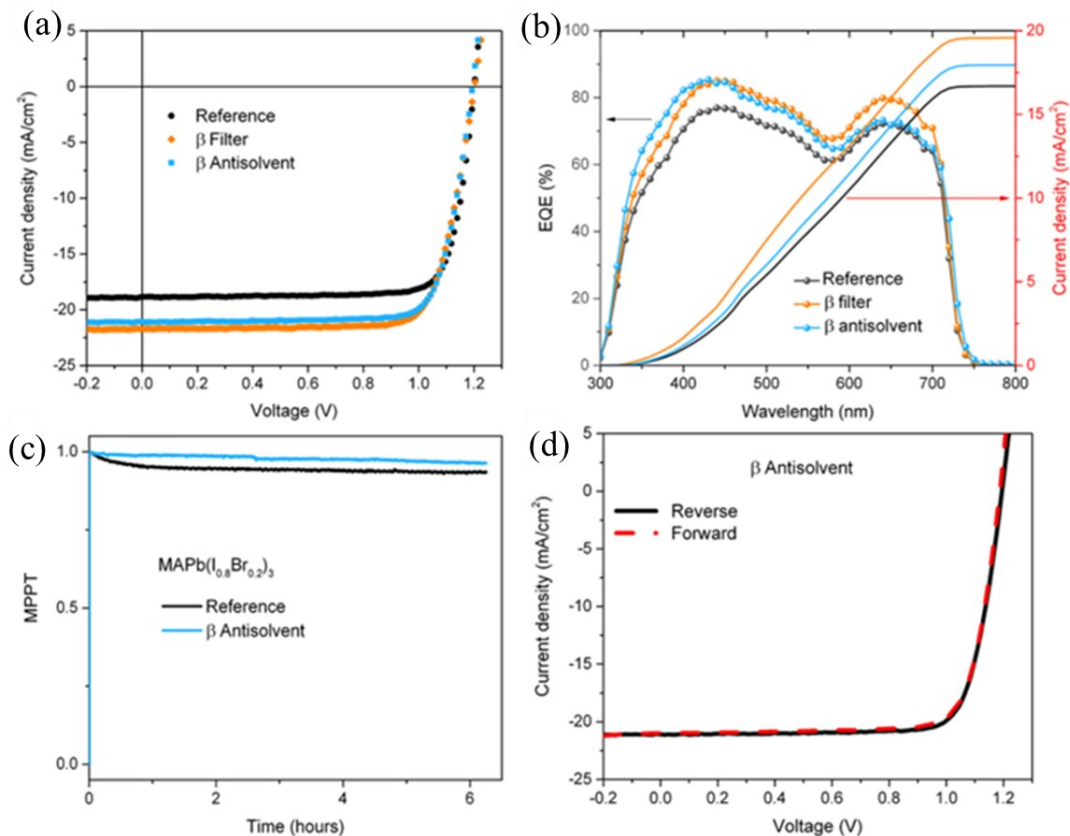 (a)
5
0
-5
-10
-15
-20
-25
Current density (mA/cm²)
Reference
β Filter
β Antisolvent
-0.2 0.0 0.2 0.4 0.6 0.8 1.0 1.2
Voltage (V)
(b)
100
80
60
40
20
0
EQE (%)
20
15
10
5
0
Current density (mA/cm²)
Reference
β filter
β antisolvent
300 400 500 600 700 800
Wavelength (nm)
(c)
1.0
0.5
0.0
MPPT
MAPb(I₀.₈Br₀.₂)₃
Reference
β Antisolvent
0 2 4 6
Time (hours)
(d)
5
0
-5
-10
-15
-20
-25
Current density (mA/cm²)
β Antisolvent
Reverse
Forward
-0.2 0.0 0.2 0.4 0.6 0.8 1.0 1.2
Voltage (V)